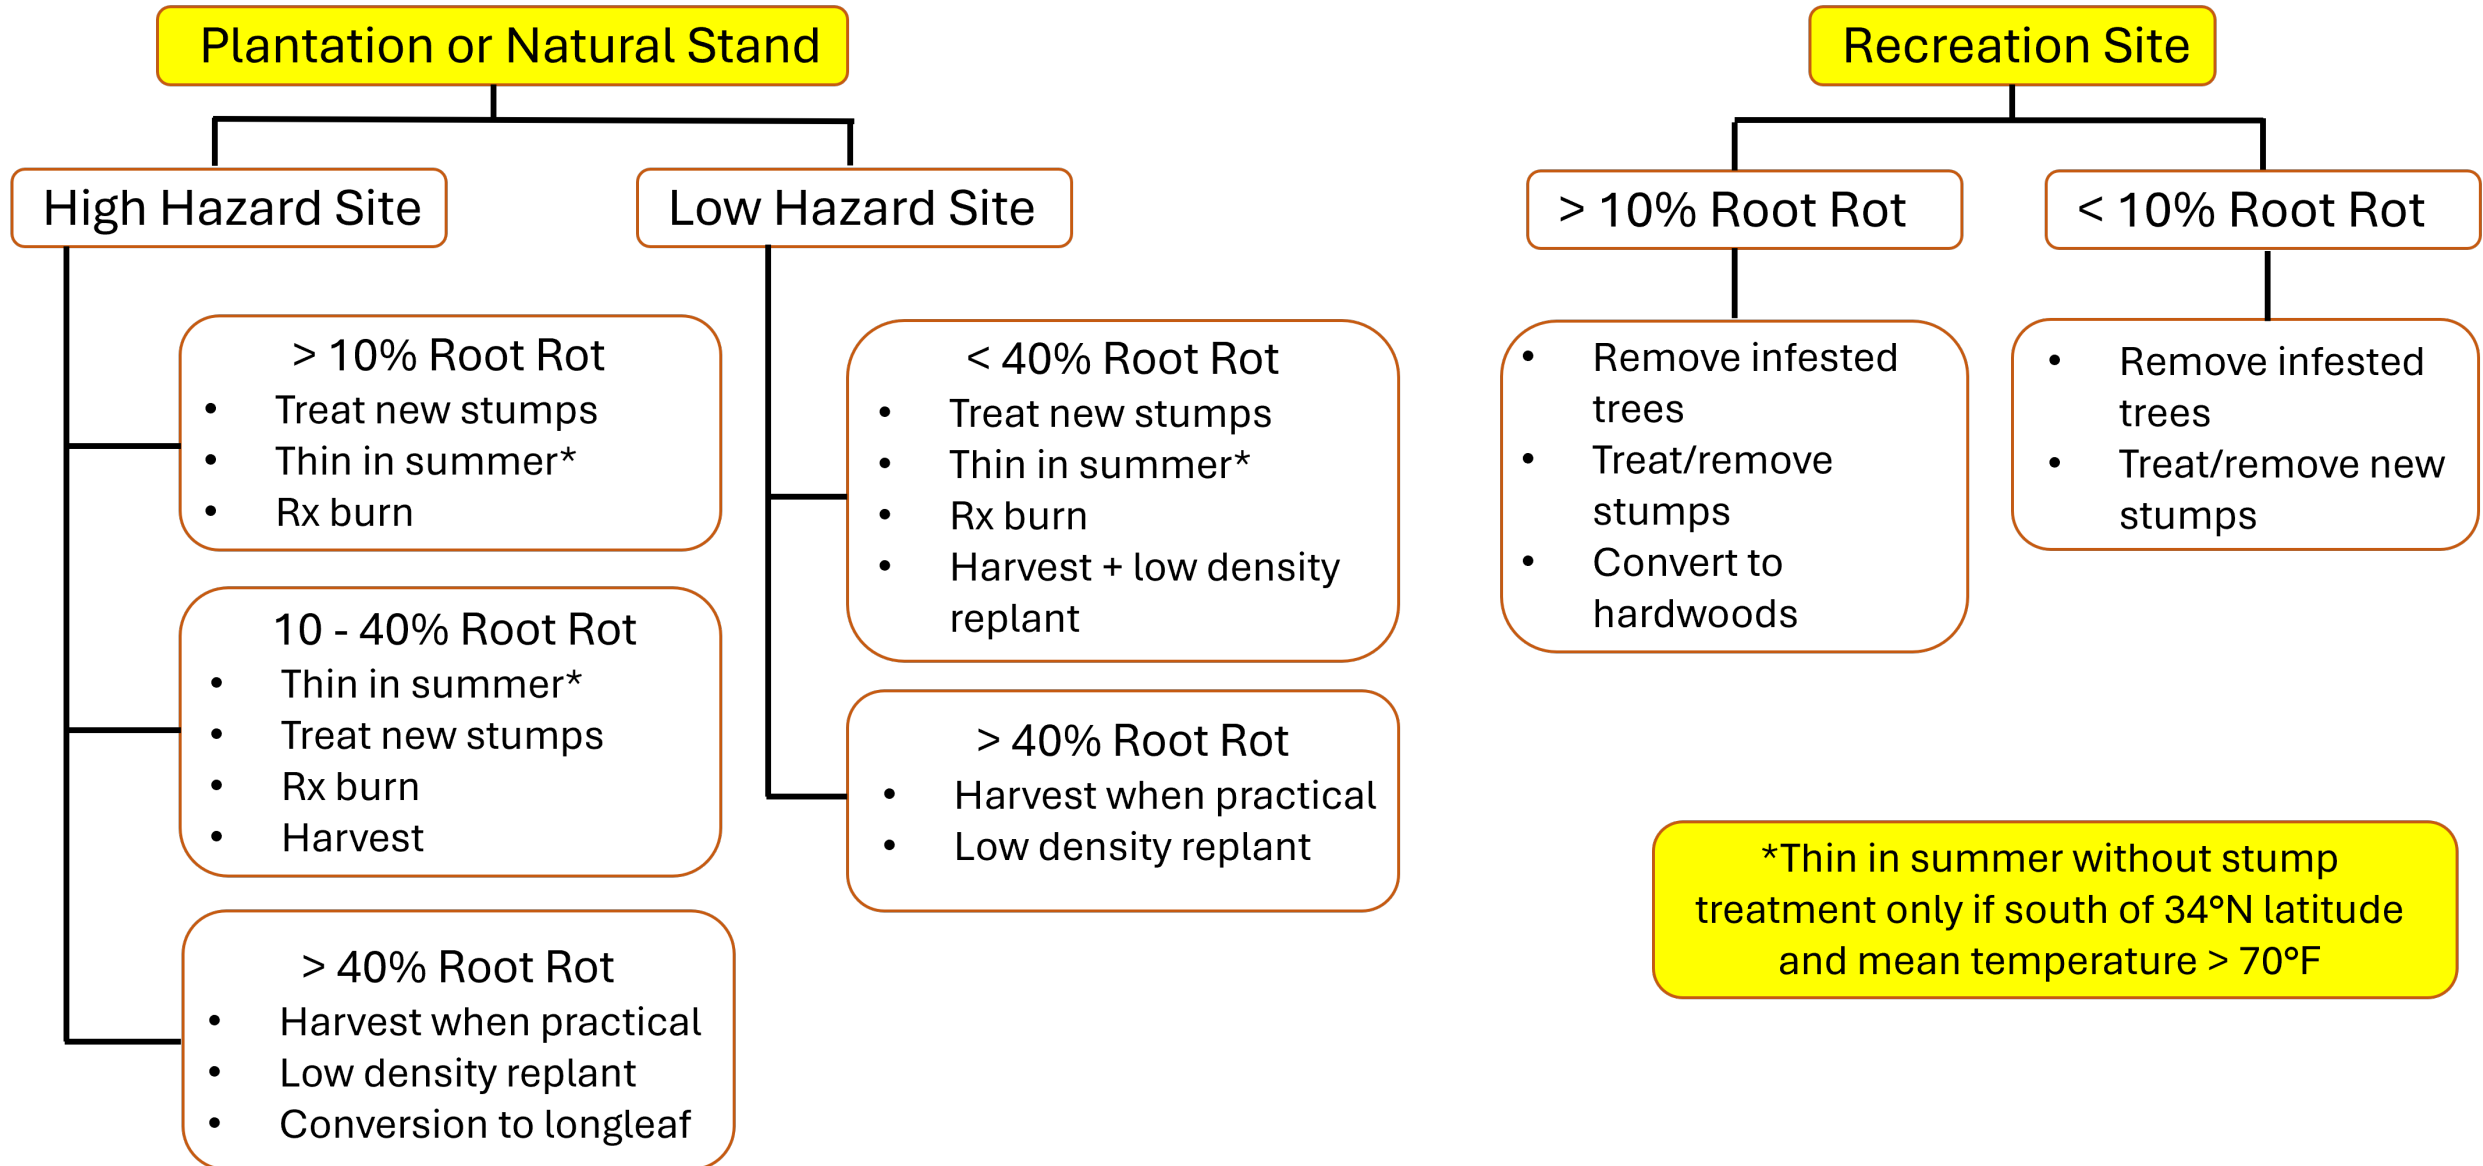 Plantation or Natural Stand
High Hazard Site
> 10% Root Rot
• Treat new stumps
• Thin in summer*
• Rx burn
10 - 40% Root Rot
• Thin in summer*
• Treat new stumps
• Rx burn
• Harvest
> 40% Root Rot
• Harvest when practical
• Low density replant
• Conversion to longleaf
Low Hazard Site
< 40% Root Rot
• Treat new stumps
• Thin in summer*
• Rx burn
• Harvest + low density
replant
> 40% Root Rot
• Harvest when practical
• Low density replant
Recreation Site
> 10% Root Rot
• Remove infested
trees
• Treat/remove
stumps
• Convert to
hardwoods
< 10% Root Rot
• Remove infested
trees
• Treat/remove new
stumps
*Thin in summer without stump
treatment only if south of 34°N latitude
and mean temperature > 70°F